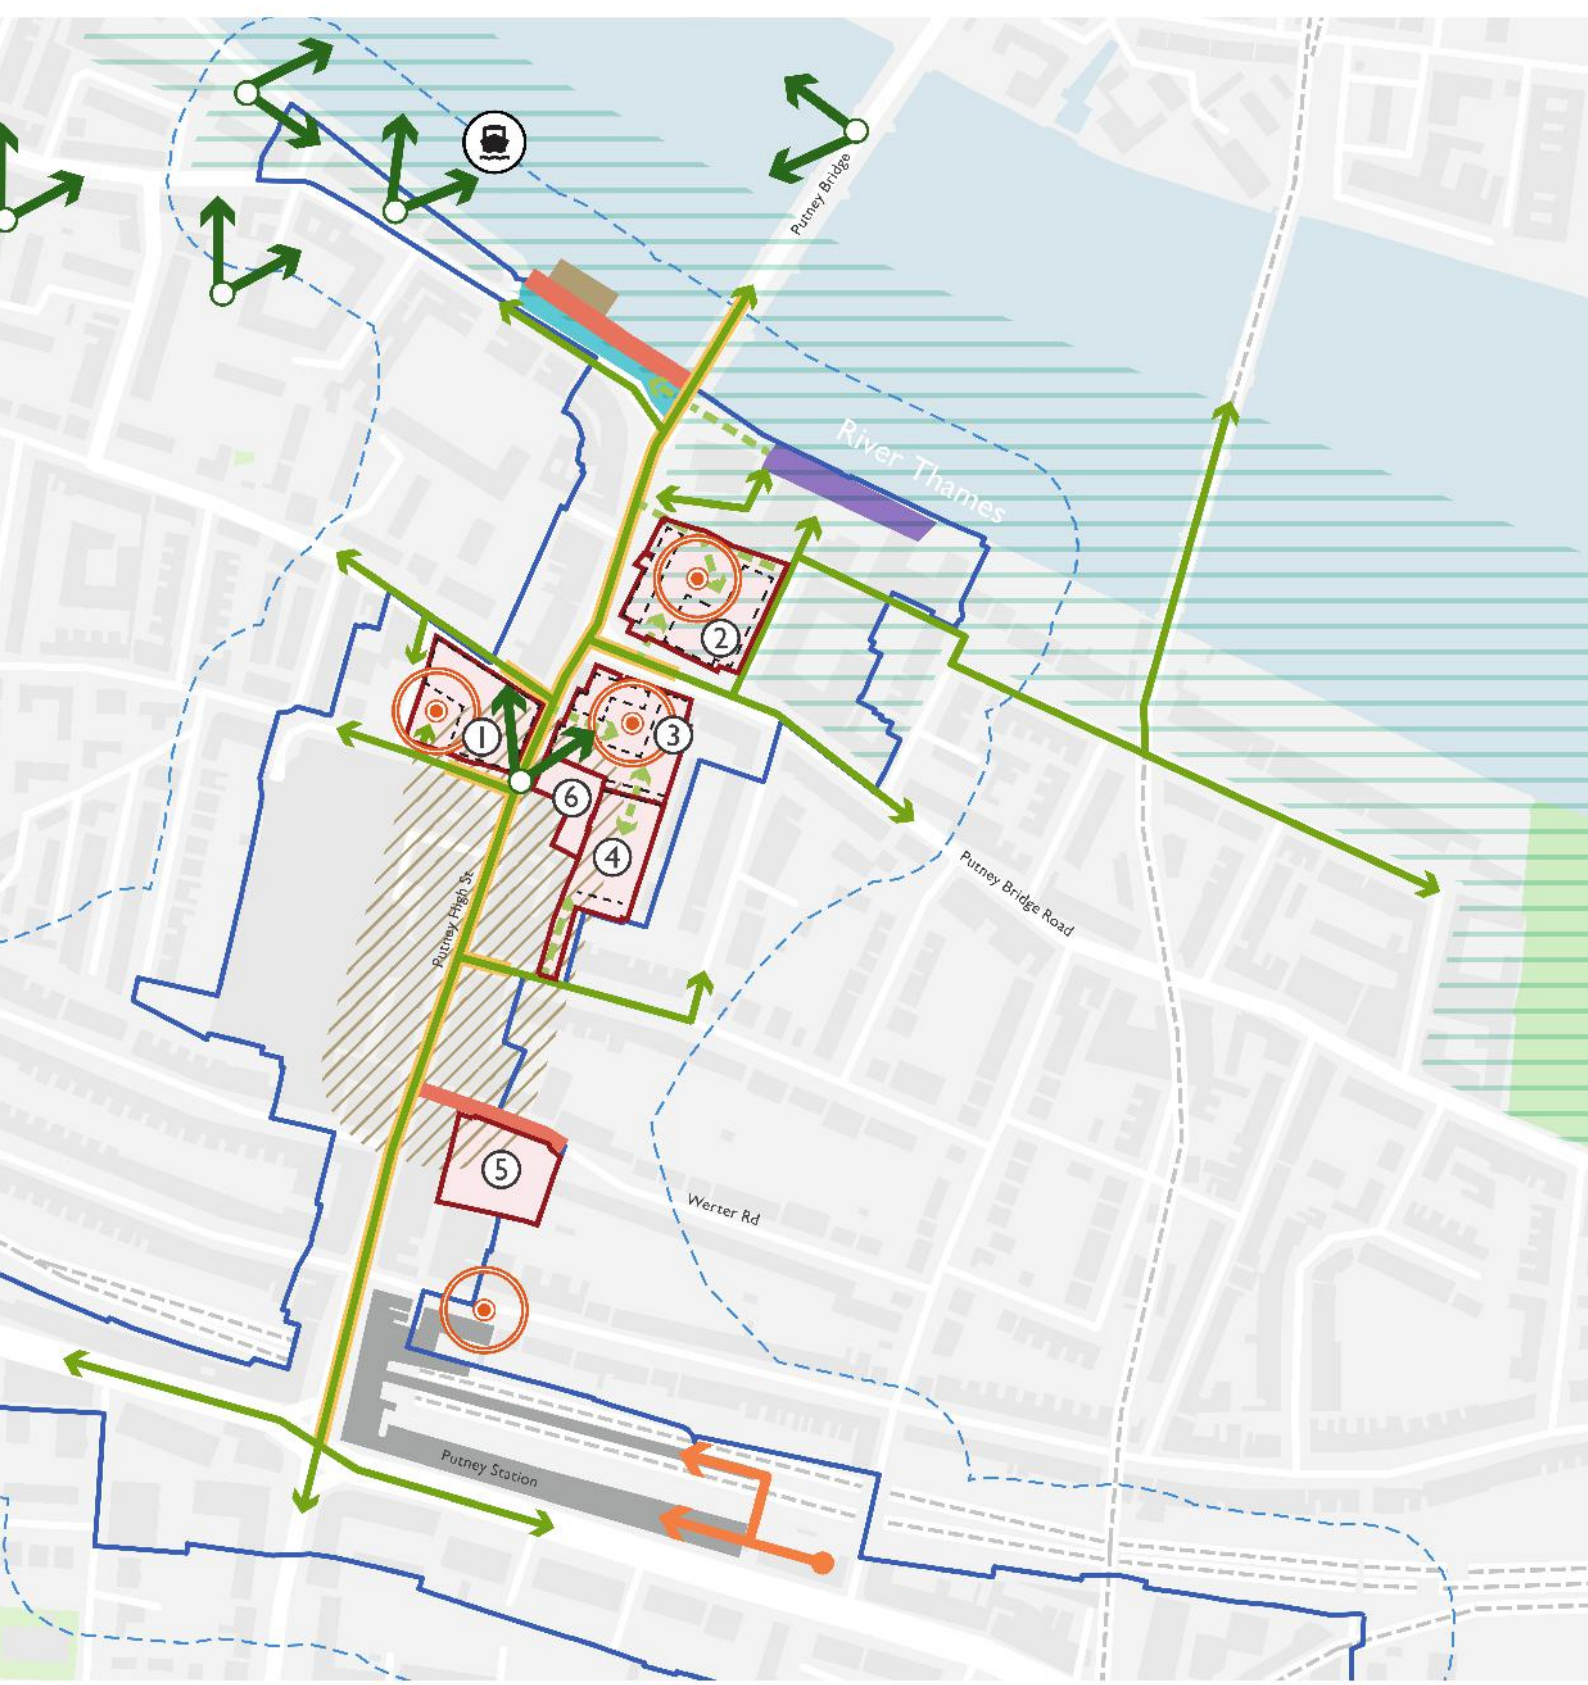 Putney Bridge
River Thames
2
1
3
6
4
Putney High St
Putney Bridge Road
5
Werter Rd
Putney Station